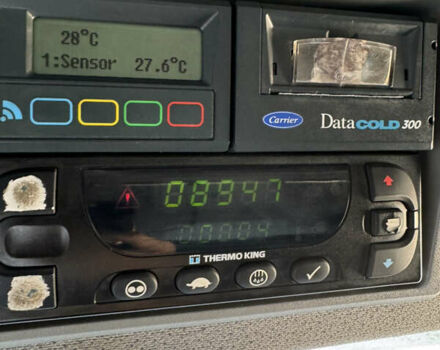 28°C
1:Sensor 27.6°C
Carrier
DataCOLD 300
08947
00004
THERMO KING